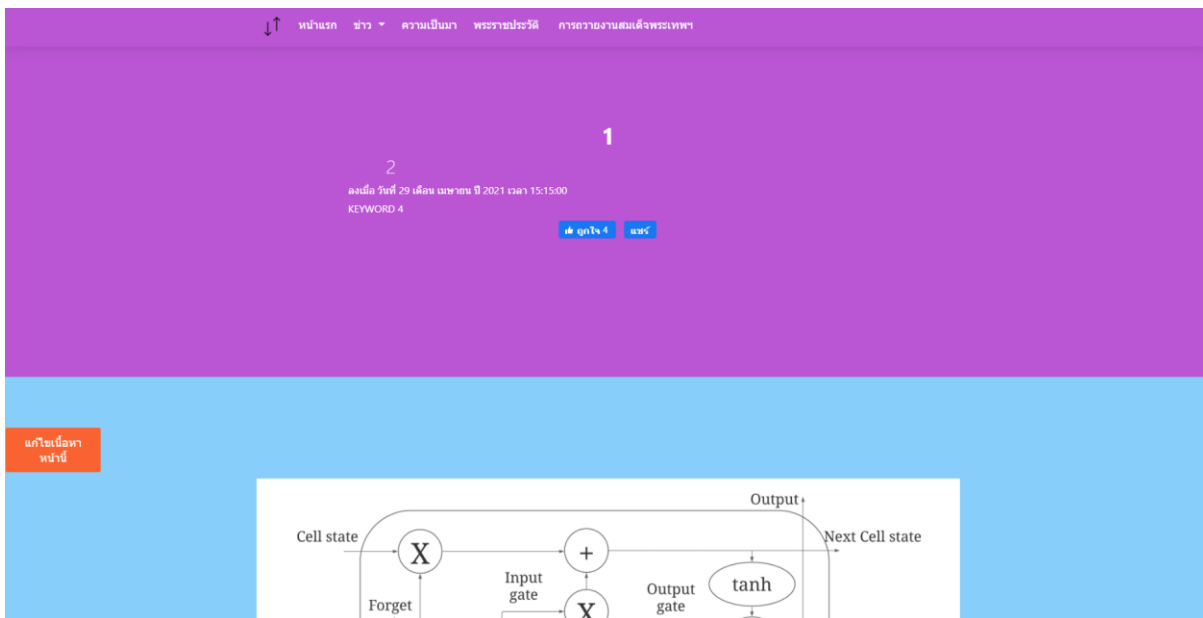 หน้าแรก ข่าว ความเป็นมา พระราชประวัติ การถวายงานสมเด็จพระเทพฯ
1
2
ลงเมื่อ วันที่ 29 เดือน เมษายน ปี 2021 เวลา 15:15:00
KEYWORD 4
ถูกใจ 4 แชร์
แก้ไขเนื้อหา
หน้านี้
Output
Cell state
X
+
Next Cell state
Input
gate
Output
gate
tanh
Forget
X